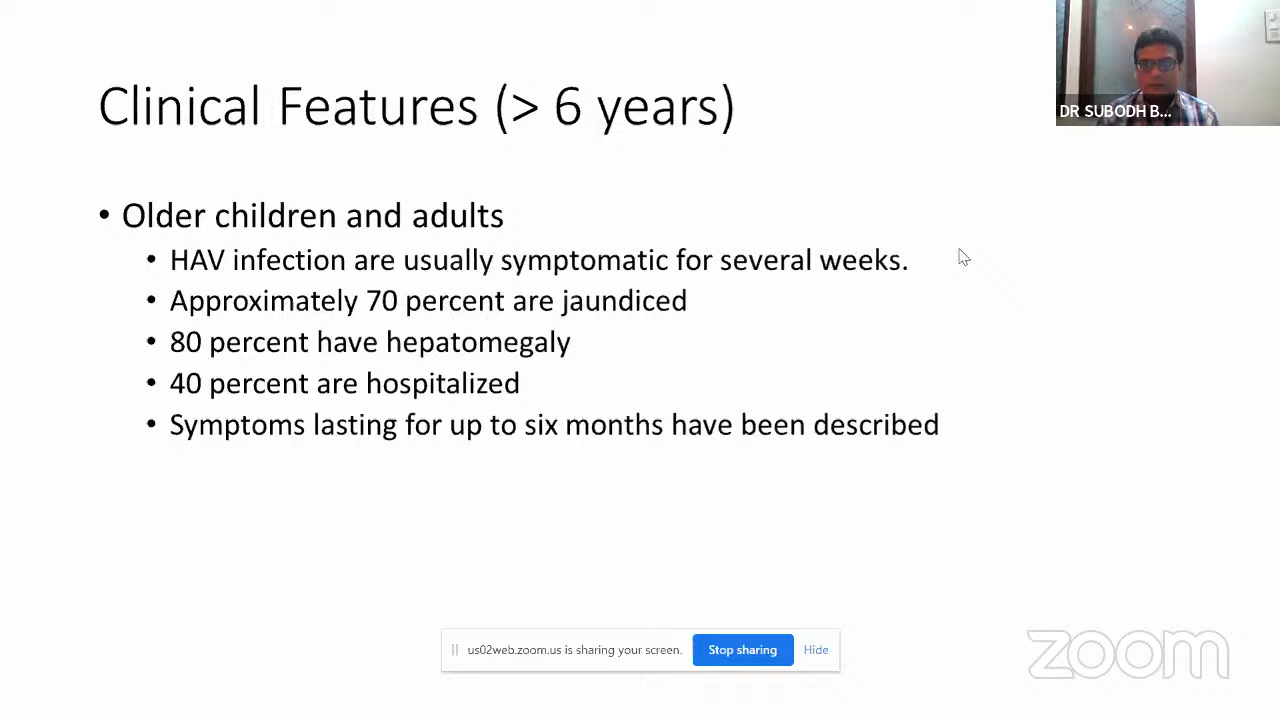 Clinical Features (> 6 years)
DR SUBODH B...
• Older children and adults
• HAV infection are usually symptomatic for several weeks.
• Approximately 70 percent are jaundiced
• 80 percent have hepatomegaly
• 40 percent are hospitalized
• Symptoms lasting for up to six months have been described
us02web.zoom.us is sharing your screen. Stop sharing Hide
zoom